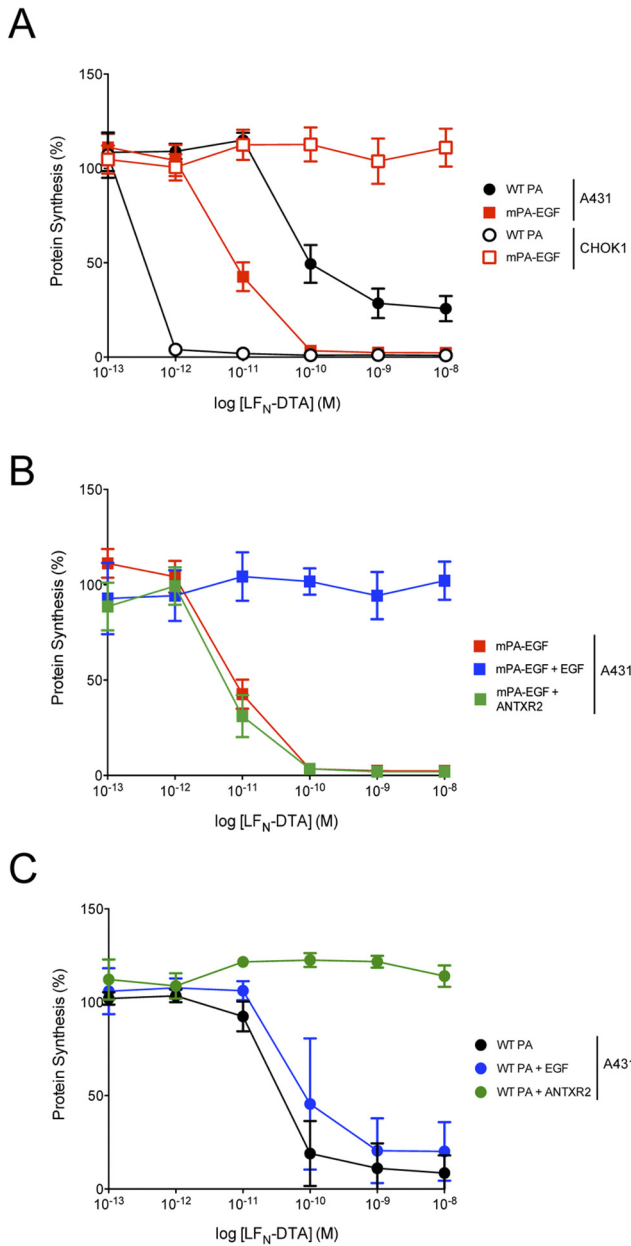 A
150
100
50
0
Protein Synthesis (%)
10-13
10-12
10-11
10-10
10-9
10-8
log [LFN-DTA] (M)
WT PA
mPA-EGF
A431
WT PA
mPA-EGF
CHOK1
B
150
100
50
0
Protein Synthesis (%)
10-13
10-12
10-11
10-10
10-9
10-8
log [LFN-DTA] (M)
mPA-EGF
mPA-EGF + EGF
mPA-EGF +
ANTXR2
A431
C
150
100
50
0
Protein Synthesis (%)
10-13
10-12
10-11
10-10
10-9
10-8
log [LFN-DTA] (M)
WT PA
WT PA + EGF
WT PA + ANTXR2
A431